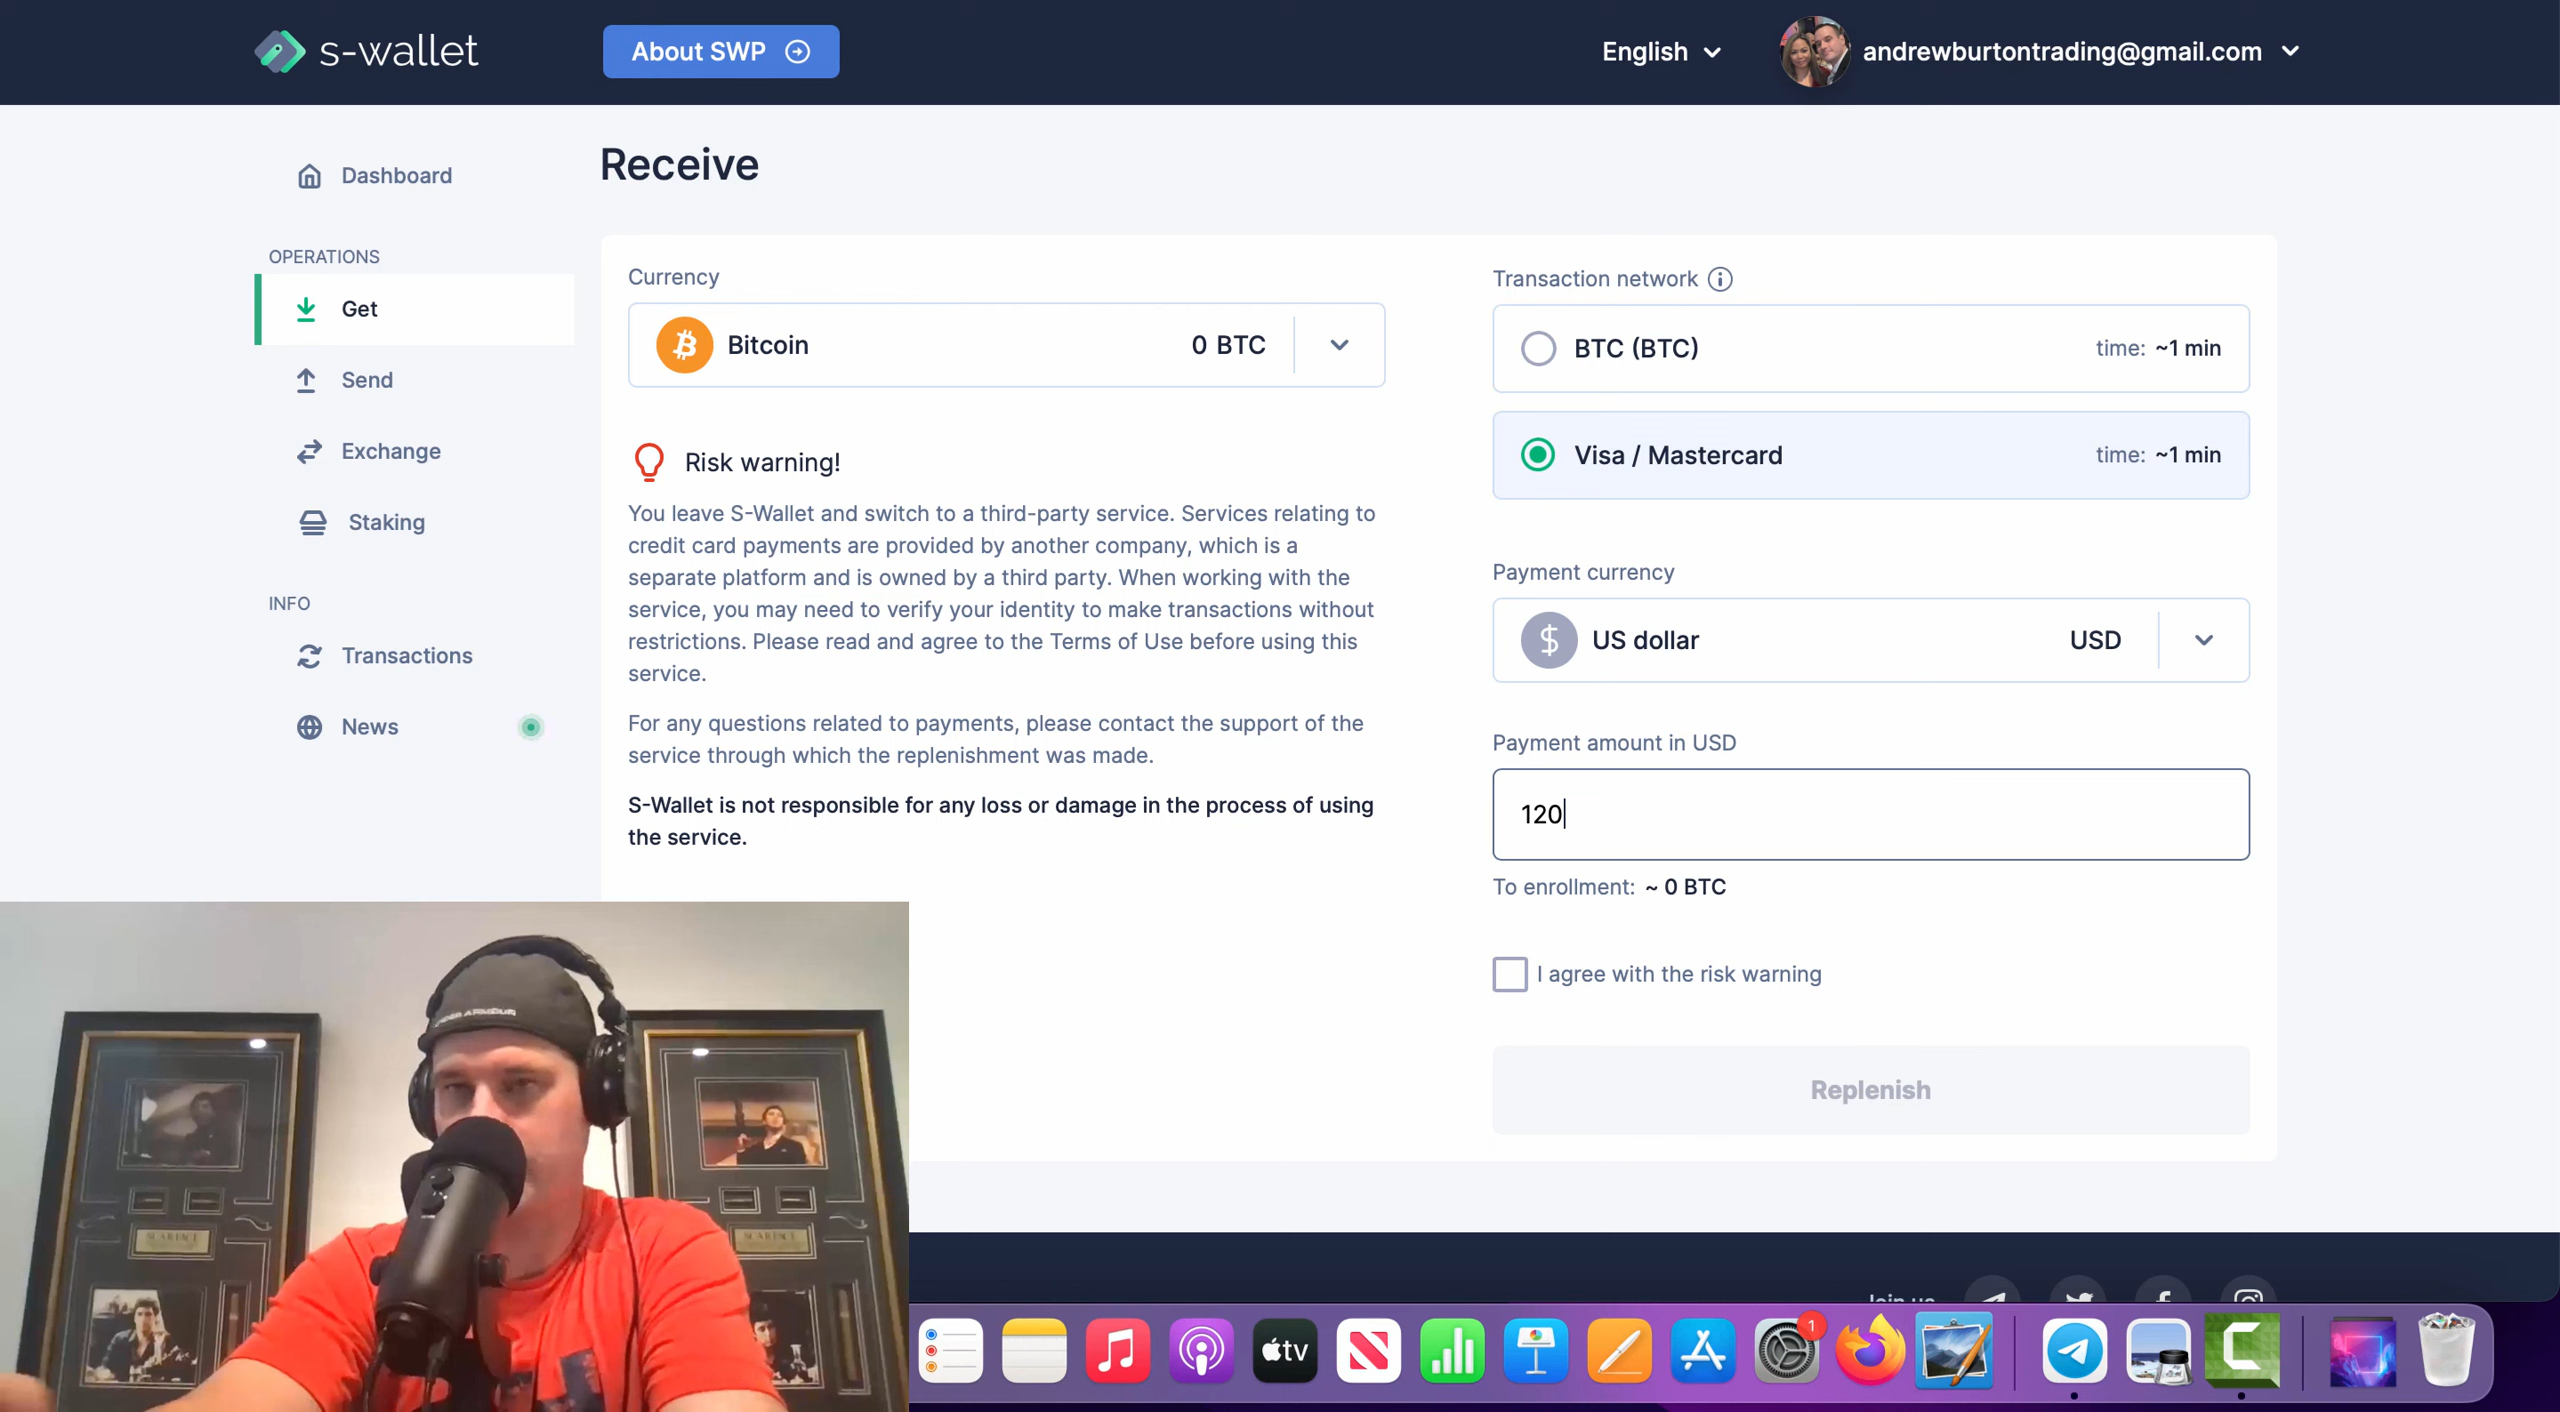 s-wallet
About SWP
English
andrewburtontrading@gmail.com
Dashboard
OPERATIONS
Get
Send
Exchange
Staking
INFO
Transactions
News
Receive
Currency
Bitcoin
0 BTC
Risk warning!
You leave S-Wallet and switch to a third-party service. Services relating to
credit card payments are provided by another company, which is a
separate platform and is owned by a third party. When working with the
service, you may need to verify your identity to make transactions without
restrictions. Please read and agree to the Terms of Use before using this
service.
For any questions related to payments, please contact the support of the
service through which the replenishment was made.
S-Wallet is not responsible for any loss or damage in the process of using
the service.
Transaction network
BTC (BTC)
time: ~1 min
Visa / Mastercard
time: ~1 min
Payment currency
$ US dollar
USD
Payment amount in USD
120
To enrollment: ~ 0 BTC
I agree with the risk warning
Replenish
UNDER ARMOUR
SCARFACE
SCARFACE
Join us
tv
1